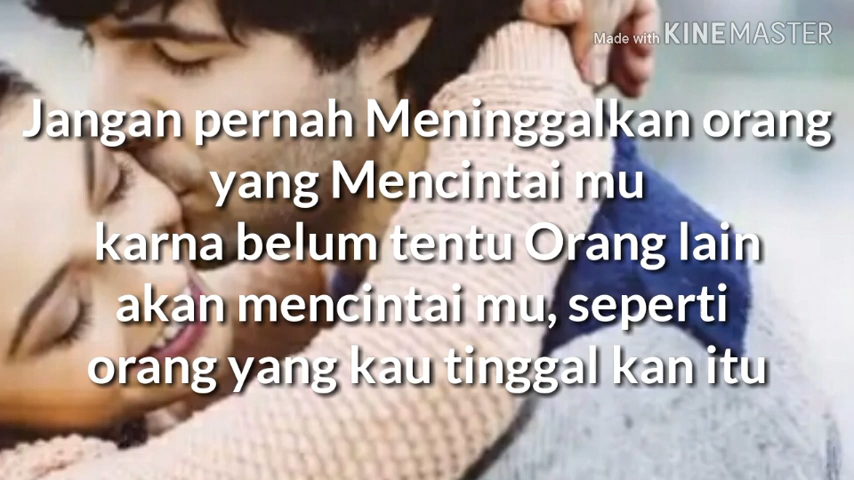 Made with KINEMASTER
Jangan pernah Meninggalkan orang
yang Mencintai mu
karna belum tentu Orang lain
akan mencintai mu, seperti
orang yang kau tinggal kan itu